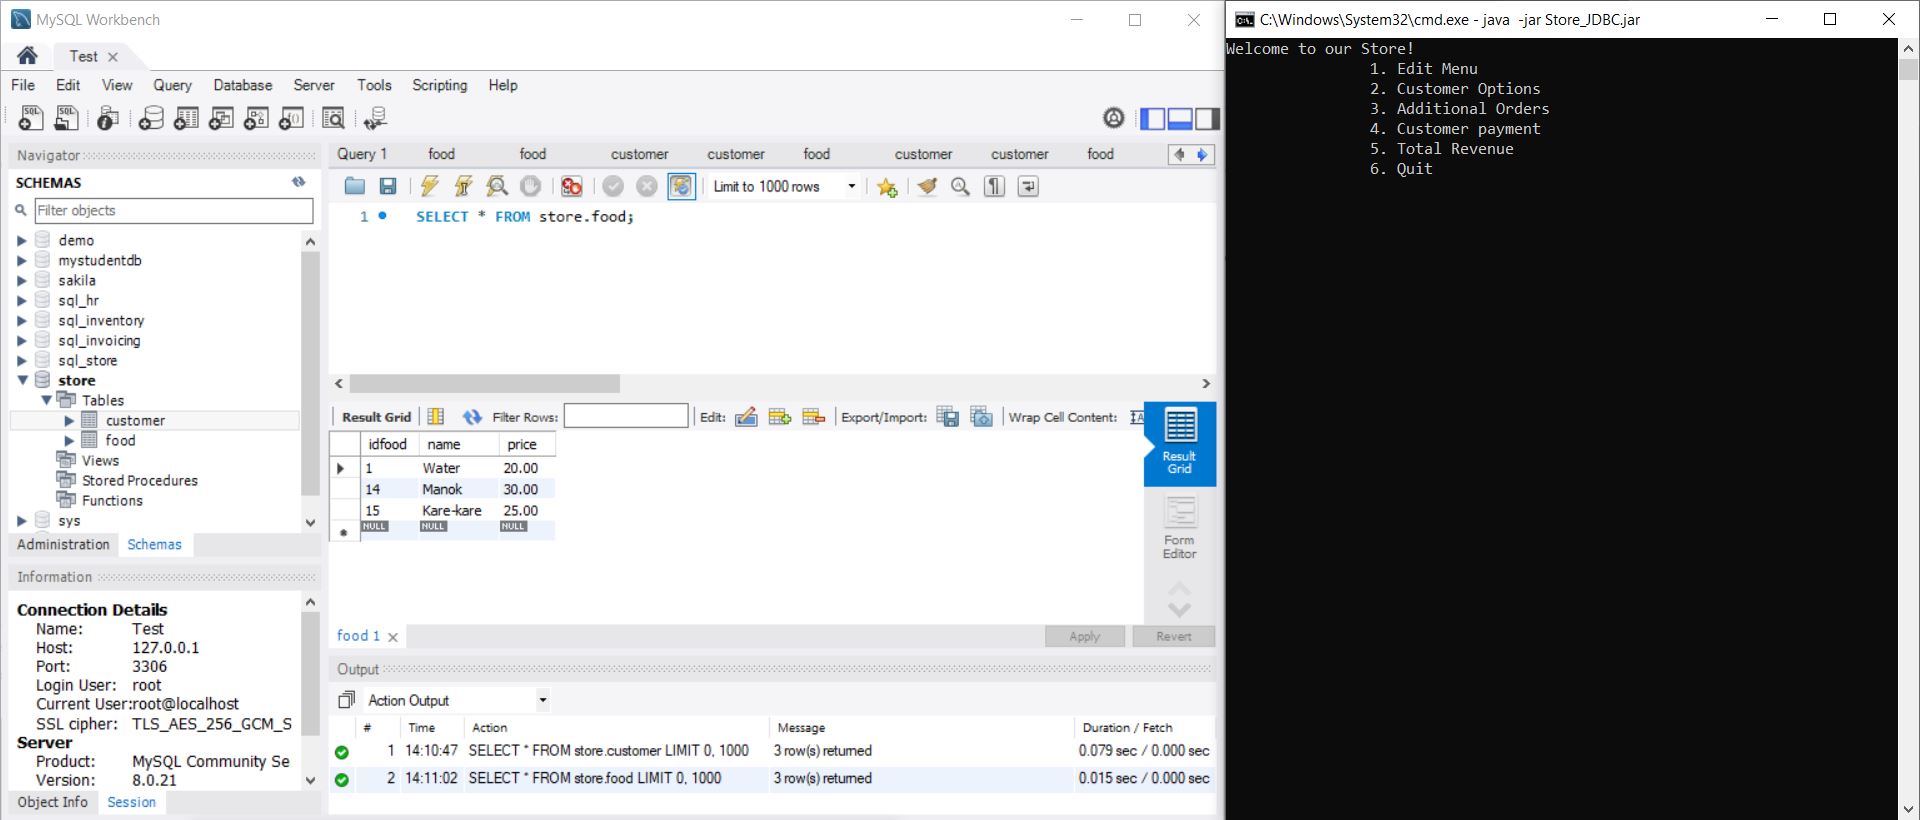 MySQL Workbench
Test
File Edit View Query Database Server Tools Scripting Help
Navigator
SCHEMAS
Filter objects
demo
mystudentdb
sakila
sql_hr
sql_inventory
sql_invoicing
sql_store
store
Tables
customer
food
Views
Stored Procedures
Functions
sys
Administration Schemas
Information
Connection Details
Name: Test
Host: 127.0.0.1
Port: 3306
Login User: root
Current User: root@localhost
SSL cipher: TLS_AES_256_GCM_S
Server
Product: MySQL Community Se
Version: 8.0.21
Object Info Session
Query 1 food food customer customer food customer customer food
Limit to 1000 rows
1 SELECT * FROM store.food;
Result Grid Filter Rows: Edit: Export/Import: Wrap Cell Content:
idfood name price
1 Water 20.00
14 Manok 30.00
15 Kare-kare 25.00
NULL NULL NULL
Result
Grid
Form
Editor
food 1 Apply Revert
Output
Action Output
# Time Action Message Duration / Fetch
1 14:10:47 SELECT * FROM store.customer LIMIT 0, 1000 3 row(s) returned 0.079 sec / 0.000 sec
2 14:11:02 SELECT * FROM store.food LIMIT 0, 1000 3 row(s) returned 0.015 sec / 0.000 sec
C:\Windows\System32\cmd.exe - java -jar Store_JDBC.jar
Welcome to our Store!
1. Edit Menu
2. Customer Options
3. Additional Orders
4. Customer payment
5. Total Revenue
6. Quit